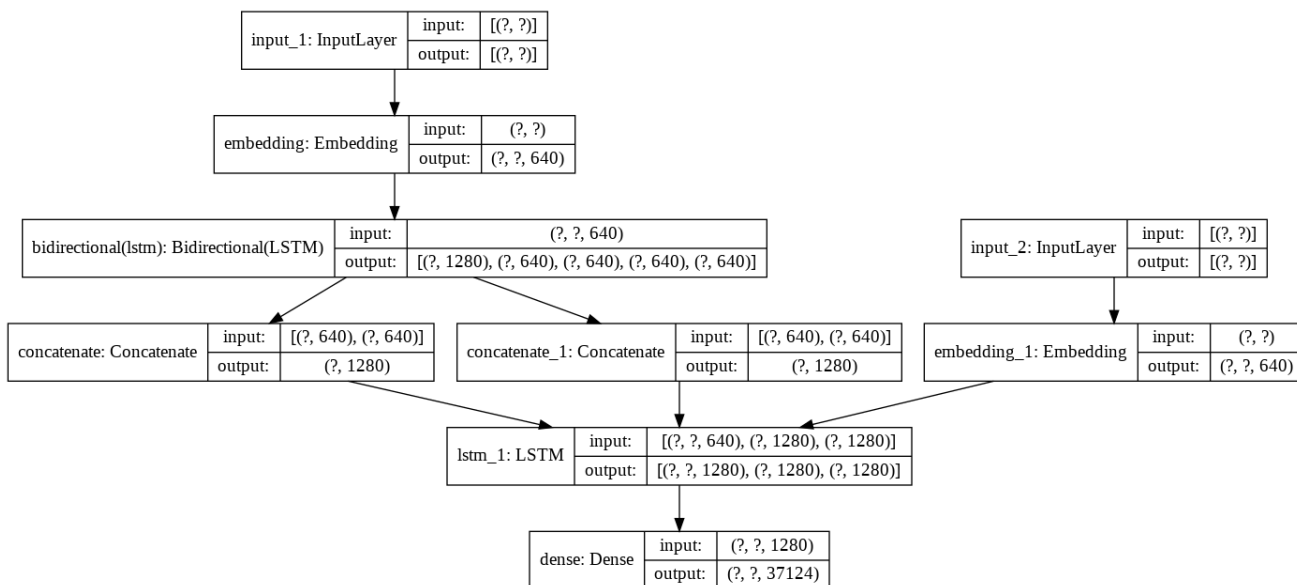 input_1: InputLayer
input: [(?, ?)]
output: [(?, ?)]
embedding: Embedding
input: (?, ?)
output: (?, ?, 640)
bidirectional(lstm): Bidirectional(LSTM)
input: (?, ?, 640)
output: [(?, 1280), (?, 640), (?, 640), (?, 640), (?, 640)]
input_2: InputLayer
input: [(?, ?)]
output: [(?, ?)]
concatenate: Concatenate
input: [(?, 640), (?, 640)]
output: (?, 1280)
concatenate_1: Concatenate
input: [(?, 640), (?, 640)]
output: (?, 1280)
embedding_1: Embedding
input: (?, ?)
output: (?, ?, 640)
lstm_1: LSTM
input: [(?, ?, 640), (?, 1280), (?, 1280)]
output: [(?, ?, 1280), (?, 1280), (?, 1280)]
dense: Dense
input: (?, ?, 1280)
output: (?, ?, 37124)